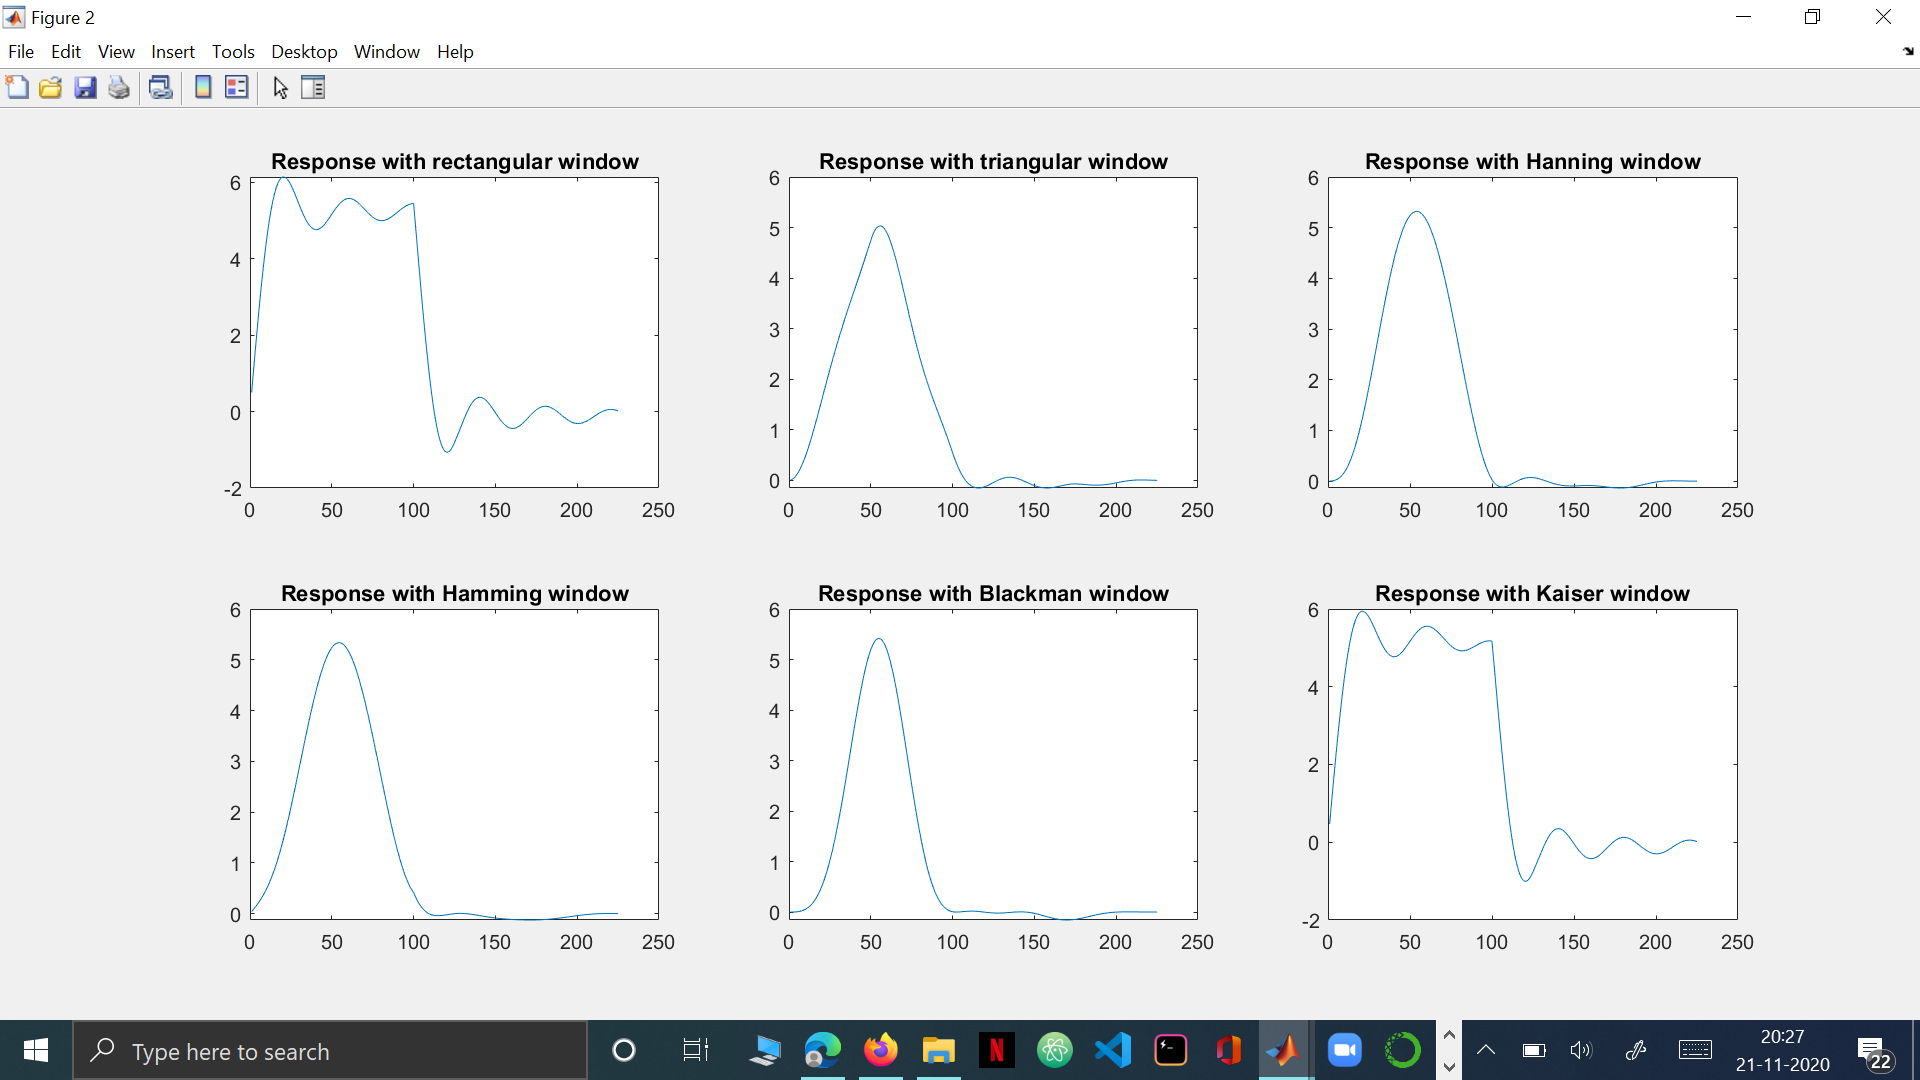 Figure 2
File Edit View Insert Tools Desktop Window Help
Response with rectangular window
6
4
2
0
-2
0 50 100 150 200 250
Response with triangular window
6
5
4
3
2
1
0
0 50 100 150 200 250
Response with Hanning window
6
5
4
3
2
1
0
0 50 100 150 200 250
Response with Hamming window
6
5
4
3
2
1
0
0 50 100 150 200 250
Response with Blackman window
6
5
4
3
2
1
0
0 50 100 150 200 250
Response with Kaiser window
6
4
2
0
-2
0 50 100 150 200 250
Type here to search
N
20:27
21-11-2020
22